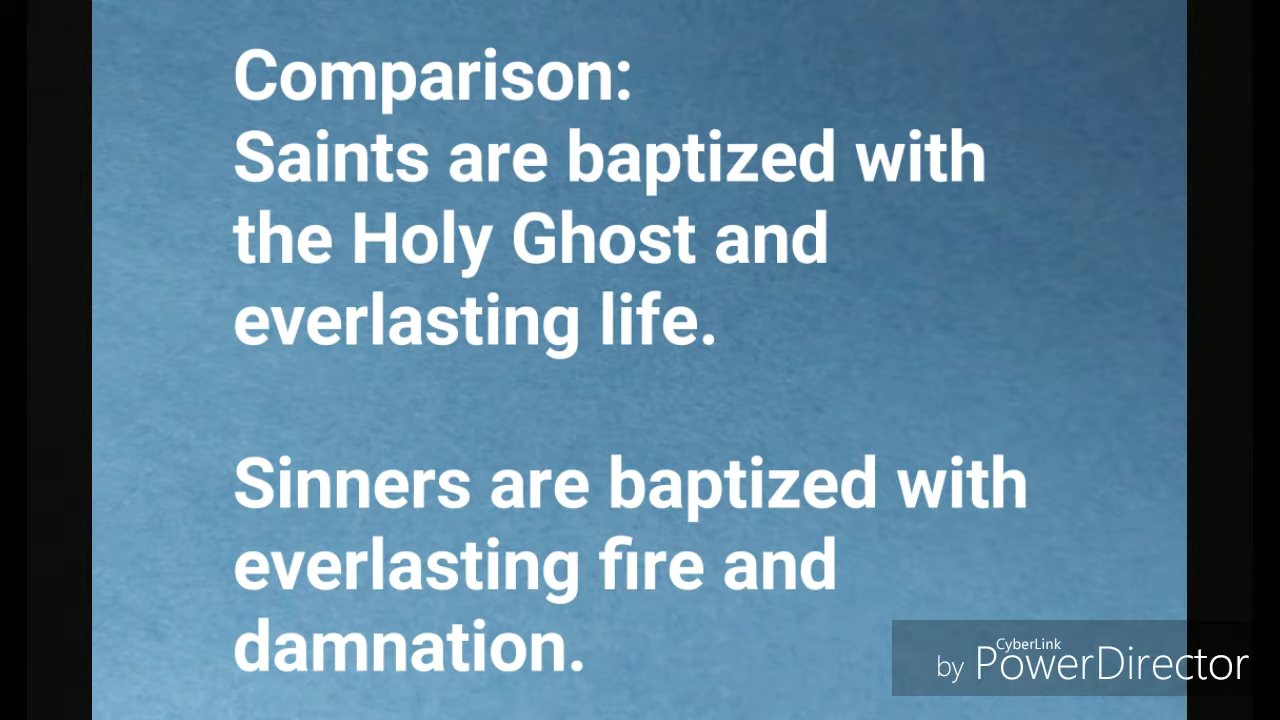 Comparison:
Saints are baptized with
the Holy Ghost and
everlasting life.
Sinners are baptized with
everlasting fire and
damnation.
CyberLink
by PowerDirector